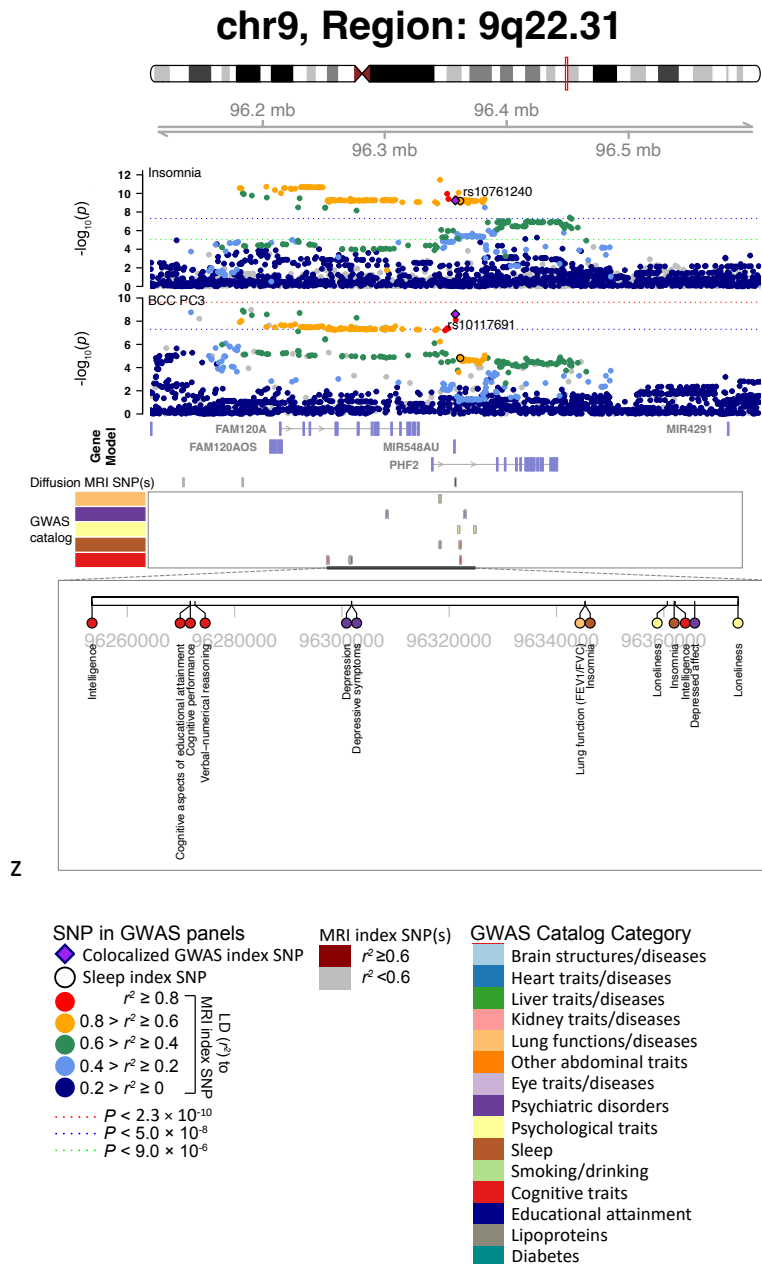 chr9, Region: 9q22.31
96.2 mb
96.4 mb
96.3 mb
96.5 mb
Insomnia
12
10
8
6
4
2
0
-log10(p)
rs10761240
BCC PC3
10
8
6
4
2
0
-log10(p)
rs10117691
Gene
Model
FAM120A
MIR4291
FAM120AOS
MIR548AU
PHF2
Diffusion MRI SNP(s)
GWAS
catalog
96260000
96280000
96300000
96320000
96340000
96360000
Intelligence
Cognitive aspects of educational attainment
Cognitive performance
Verbal−numerical reasoning
Depression
Depressive symptoms
Lung function (FEV1/FVC)
Insomnia
Loneliness
Insomnia
Intelligence
Depressed affect
Loneliness
Z
SNP in GWAS panels
Colocalized GWAS index SNP
Sleep index SNP
r² ≥ 0.8
0.8 > r² ≥ 0.6
0.6 > r² ≥ 0.4
0.4 > r² ≥ 0.2
0.2 > r² ≥ 0
LD (r²) to
MRI index SNP
P < 2.3 × 10-10
P < 5.0 × 10-8
P < 9.0 × 10-6
MRI index SNP(s)
r² ≥0.6
r² <0.6
GWAS Catalog Category
Brain structures/diseases
Heart traits/diseases
Liver traits/diseases
Kidney traits/diseases
Lung functions/diseases
Other abdominal traits
Eye traits/diseases
Psychiatric disorders
Psychological traits
Sleep
Smoking/drinking
Cognitive traits
Educational attainment
Lipoproteins
Diabetes